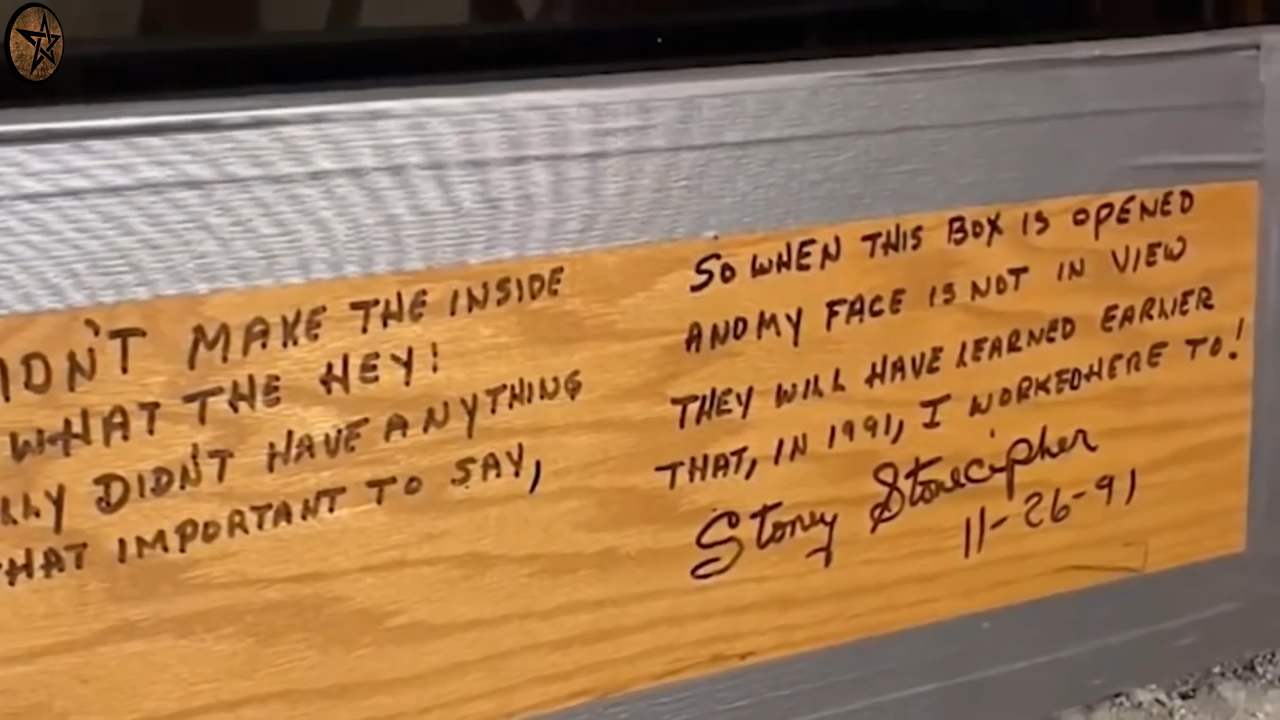 IDN'T MAKE THE INSIDE
WHAT THE HEY!
LLY DIDN'T HAVE ANYTHING
HAT IMPORTANT TO SAY,
SO WHEN THIS BOX IS OPENED
AND MY FACE IS NOT IN VIEW
THEY WILL HAVE LEARNED EARLIER
THAT, IN 1991, I WORKED HERE TO!
Stoney Stonecipher
11-26-91